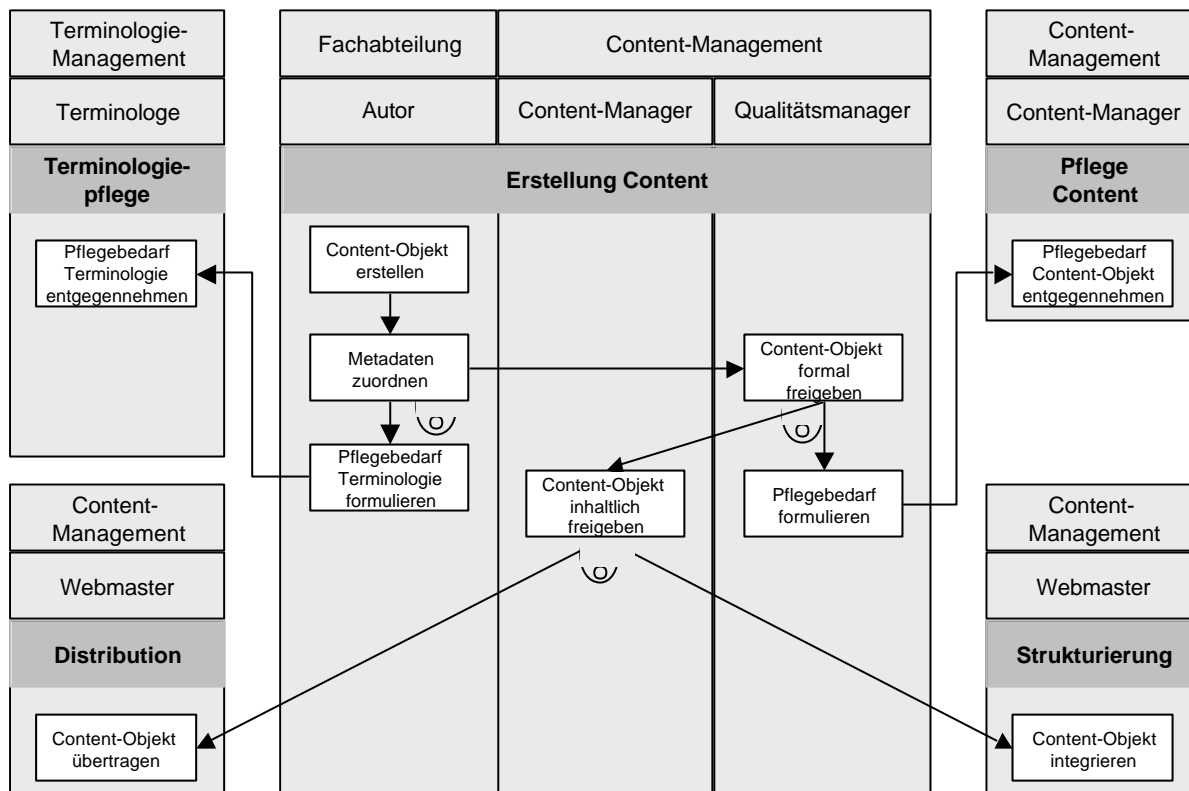 Terminologie-
Management
Terminologe
Terminologie-
pflege
Pflegebedarf
Terminologie
entgegennehmen
Fachabteilung
Content-Management
Autor
Content-Manager
Qualitätsmanager
Erstellung Content
Content-Objekt
erstellen
Metadaten
zuordnen
O
Pflegebedarf
Terminologie
formulieren
Content-Objekt
formal
freigeben
O
Content-Objekt
inhaltlich
freigeben
O
Pflegebedarf
formulieren
Content-
Management
Content-Manager
Pflege
Content
Pflegebedarf
Content-Objekt
entgegennehmen
Content-
Management
Webmaster
Distribution
Content-Objekt
übertragen
Content-
Management
Webmaster
Strukturierung
Content-Objekt
integrieren